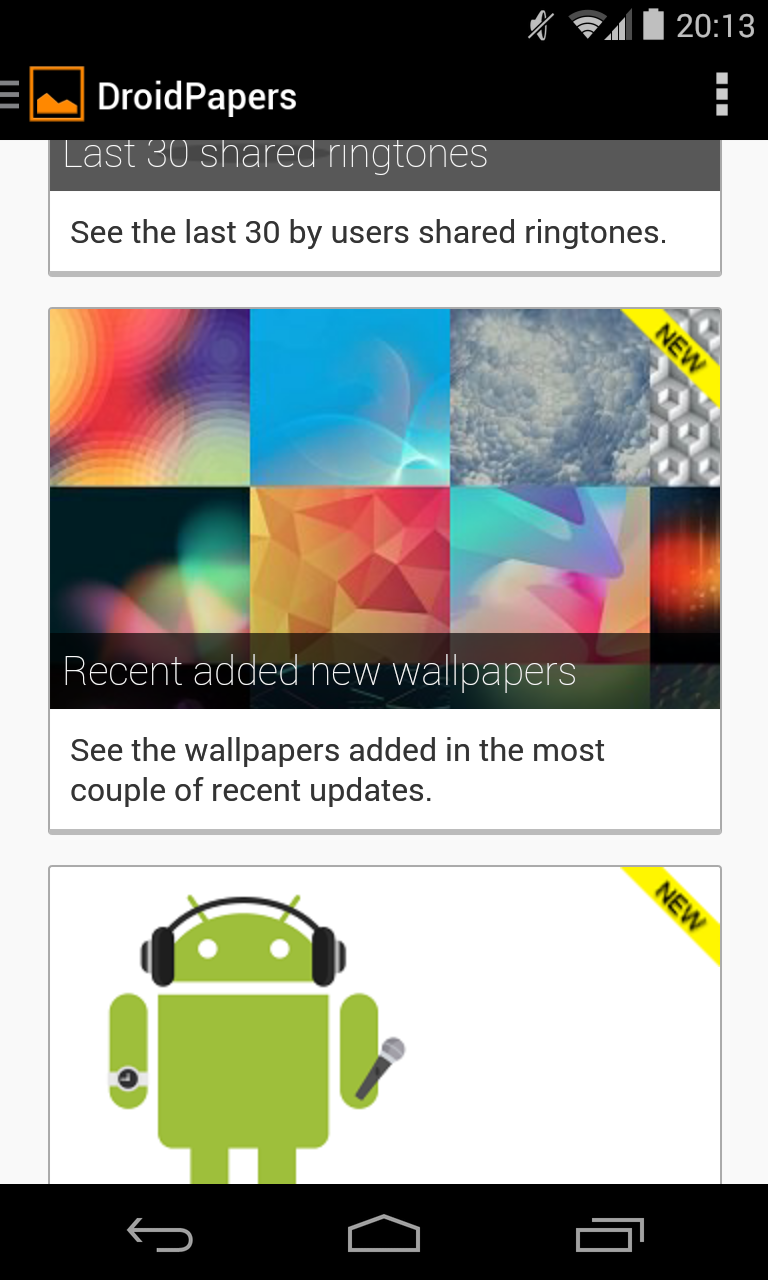 20:13
DroidPapers
Last 30 shared ringtones
See the last 30 by users shared ringtones.
NEW
Recent added new wallpapers
See the wallpapers added in the most
couple of recent updates.
NEW